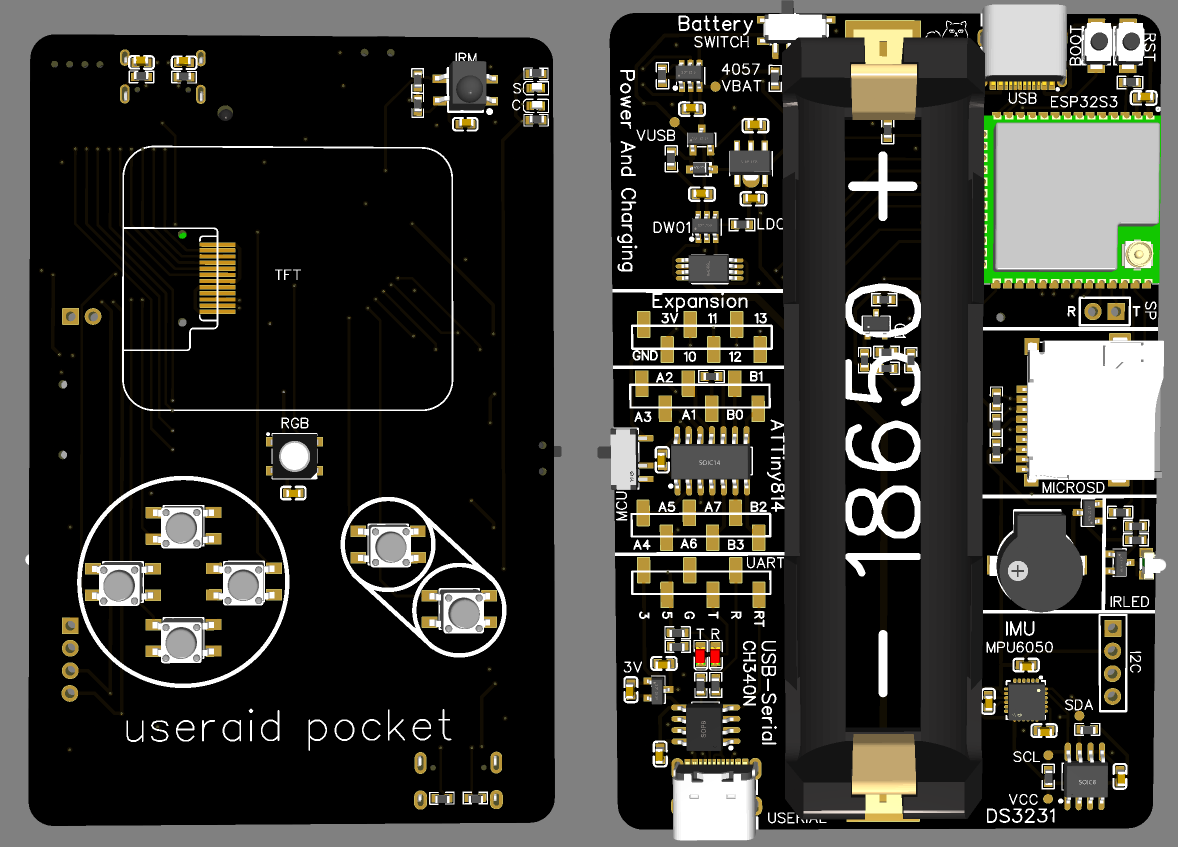 IRM
TFT
RGB
useraid pocket
Battery
SWITCH
4057
VBAT
Power And Charging
VUSB
DW01
LDO
BOOT
RST
USB
ESP32S3
R
T
SP
Expansion
3V 11 13
GND 10 12
A2 B1
A3 A1 B0
ATTiny814
SOIC14
MCU
A5 A7 B2
A4 A6 B3
UART
3 5 G T R RT
T R
3V
USB-Serial
CH340N
SOP8
USERIAL
18650
MICROSD
IRLED
IMU
MPU6050
I2C
SDA
SCL
VCC
SOIC8
DS3231